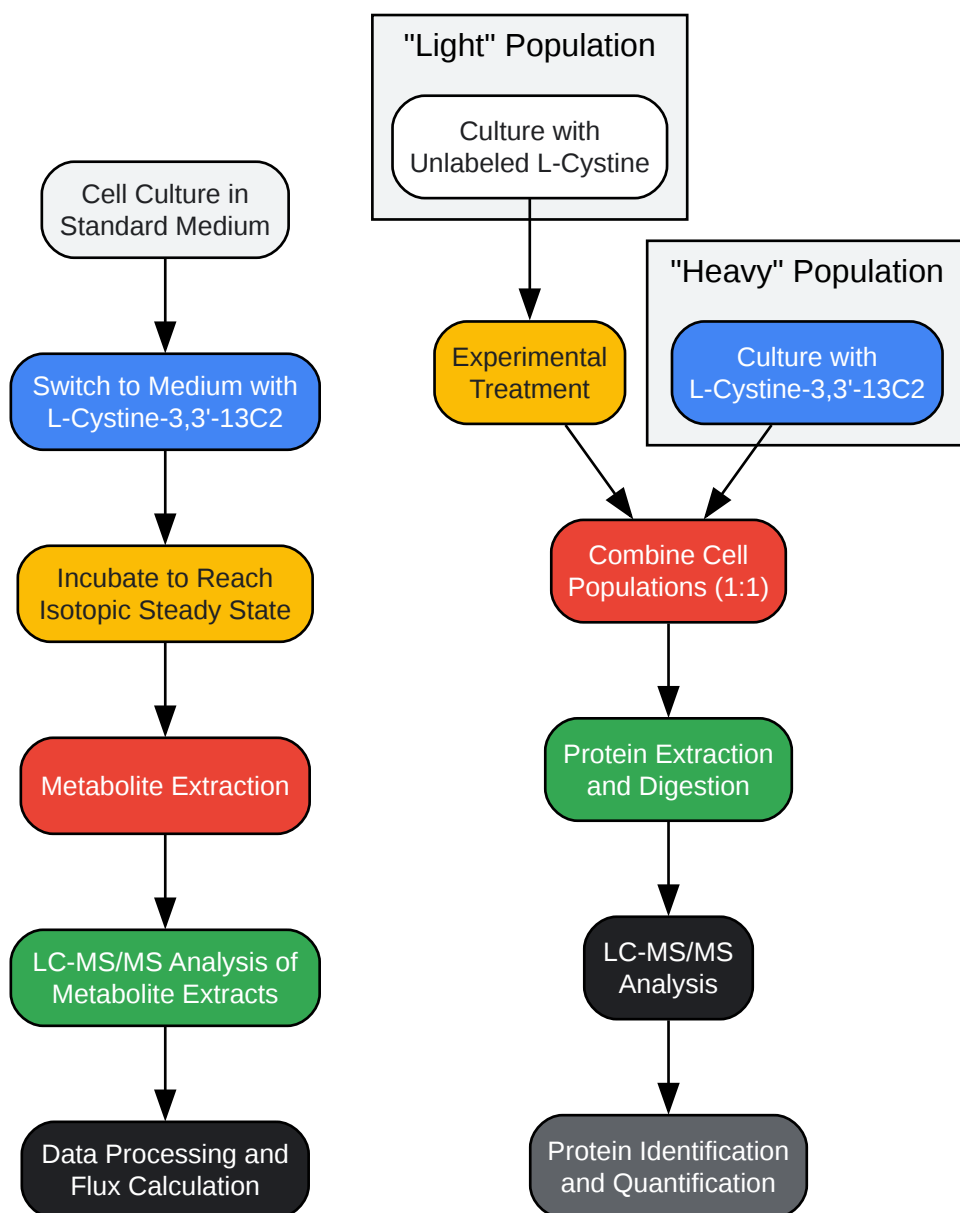 Cell Culture in
Standard Medium
Switch to Medium with
L-Cystine-3,3'-13C2
Incubate to Reach
Isotopic Steady State
Metabolite Extraction
LC-MS/MS Analysis of
Metabolite Extracts
Data Processing and
Flux Calculation
"Light" Population
Culture with
Unlabeled L-Cystine
Experimental
Treatment
"Heavy" Population
Culture with
L-Cystine-3,3'-13C2
Combine Cell
Populations (1:1)
Protein Extraction
and Digestion
LC-MS/MS
Analysis
Protein Identification
and Quantification